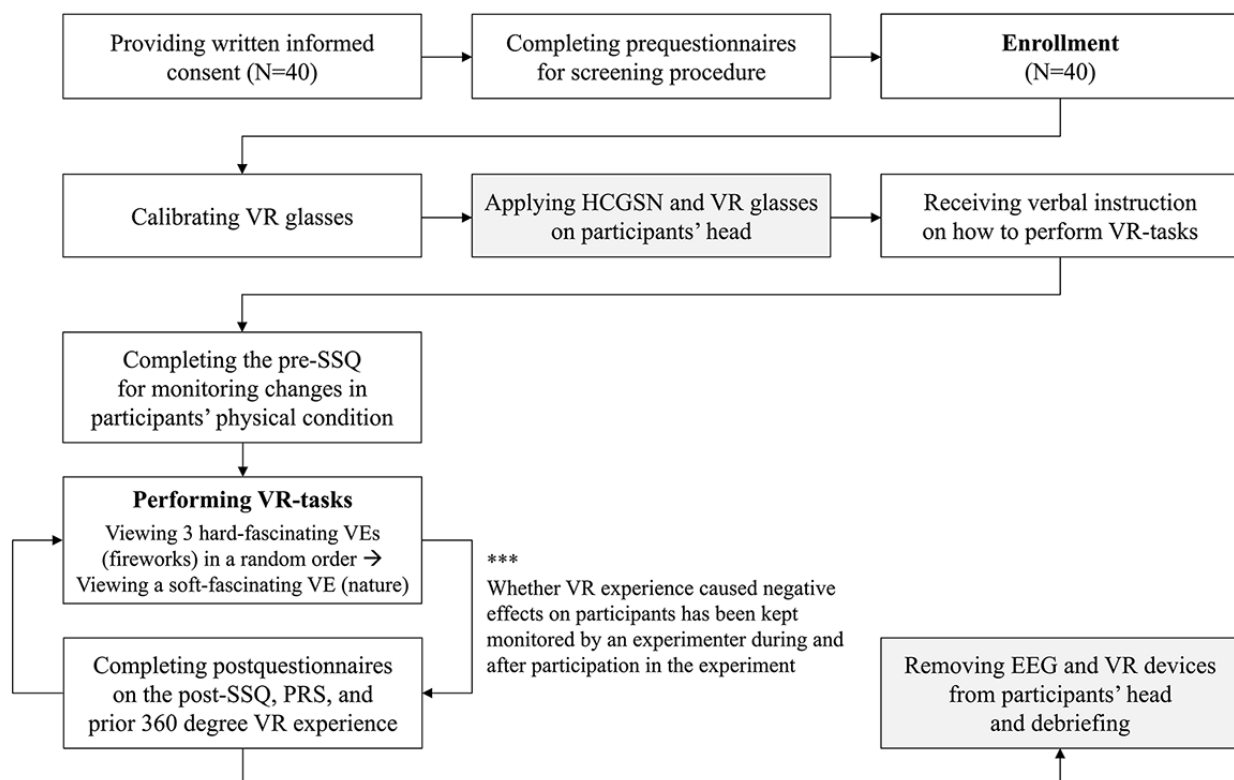 Providing written informed
consent (N=40)
Completing prequestionnaires
for screening procedure
Enrollment
(N=40)
Calibrating VR glasses
Applying HCGSN and VR glasses
on participants’ head
Receiving verbal instruction
on how to perform VR-tasks
Completing the pre-SSQ
for monitoring changes in
participants’ physical condition
Performing VR-tasks
Viewing 3 hard-fascinating VEs
(fireworks) in a random order →
Viewing a soft-fascinating VE (nature)
***
Whether VR experience caused negative
effects on participants has been kept
monitored by an experimenter during and
after participation in the experiment
Completing postquestionnaires
on the post-SSQ, PRS, and
prior 360 degree VR experience
Removing EEG and VR devices
from participants’ head
and debriefing